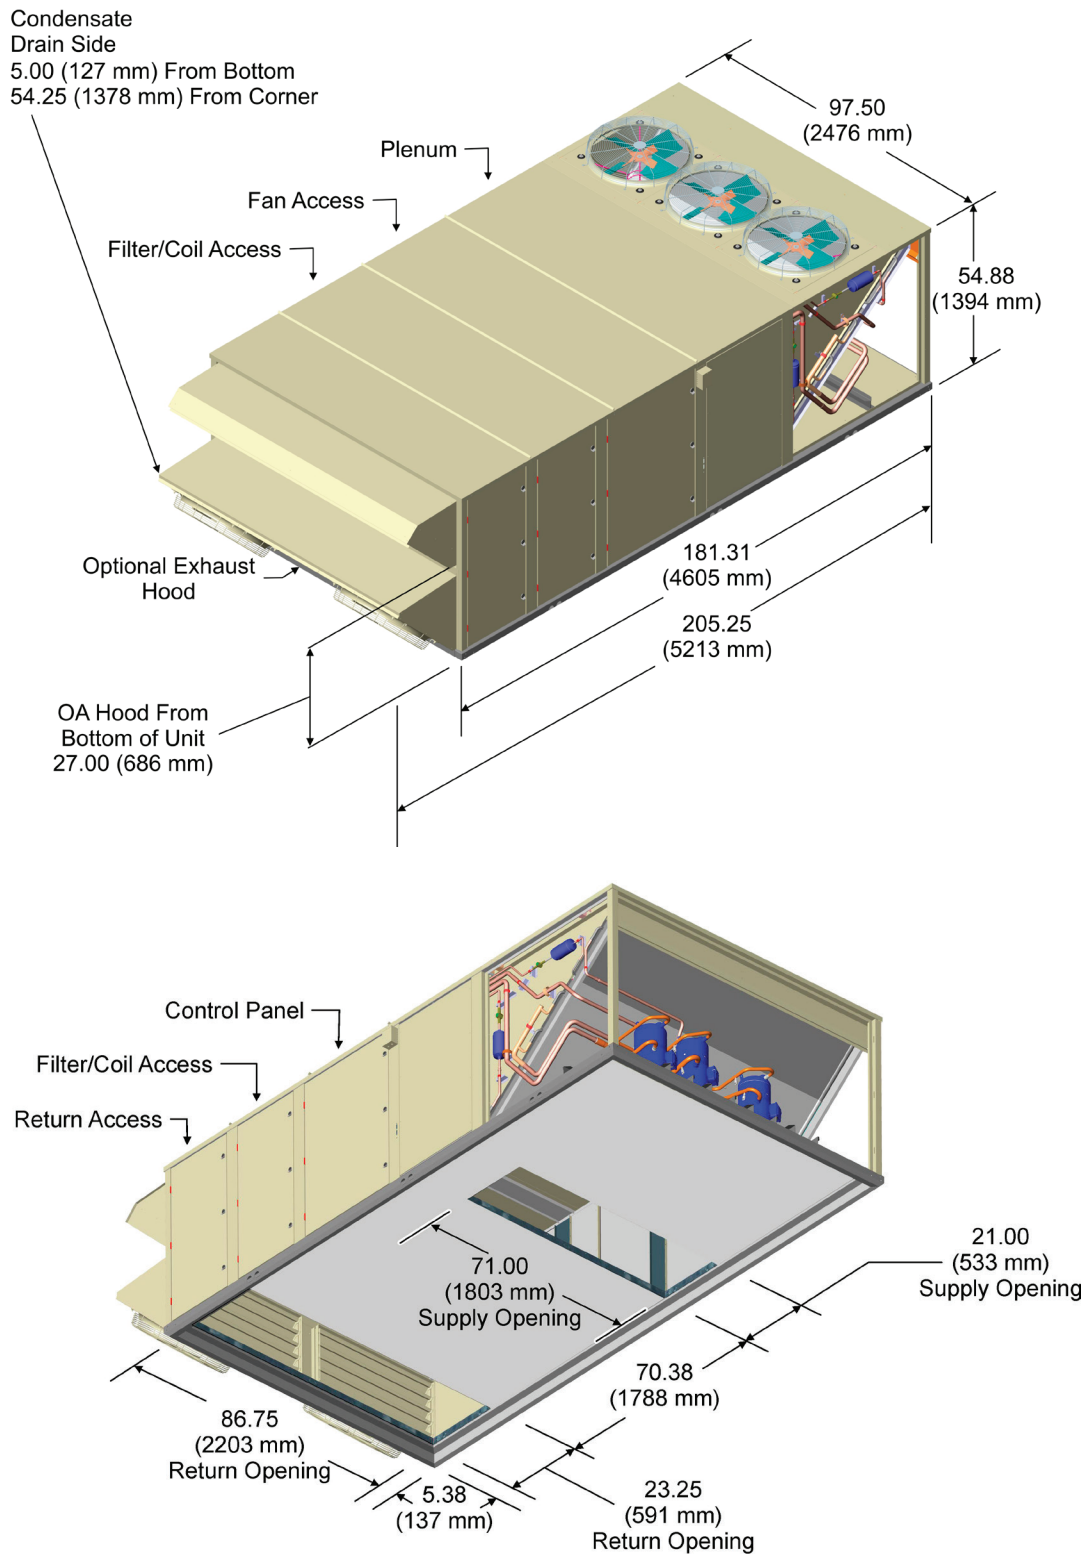 Condensate
Drain Side
5.00 (127 mm) From Bottom
54.25 (1378 mm) From Corner
97.50
(2476 mm)
Plenum
Fan Access
Filter/Coil Access
54.88
(1394 mm)
181.31
(4605 mm)
Optional Exhaust
Hood
205.25
(5213 mm)
OA Hood From
Bottom of Unit
27.00 (686 mm)
Control Panel
Filter/Coil Access
Return Access
21.00
(533 mm)
Supply Opening
71.00
(1803 mm)
Supply Opening
70.38
(1788 mm)
86.75
(2203 mm)
Return Opening
5.38
(137 mm)
23.25
(591 mm)
Return Opening